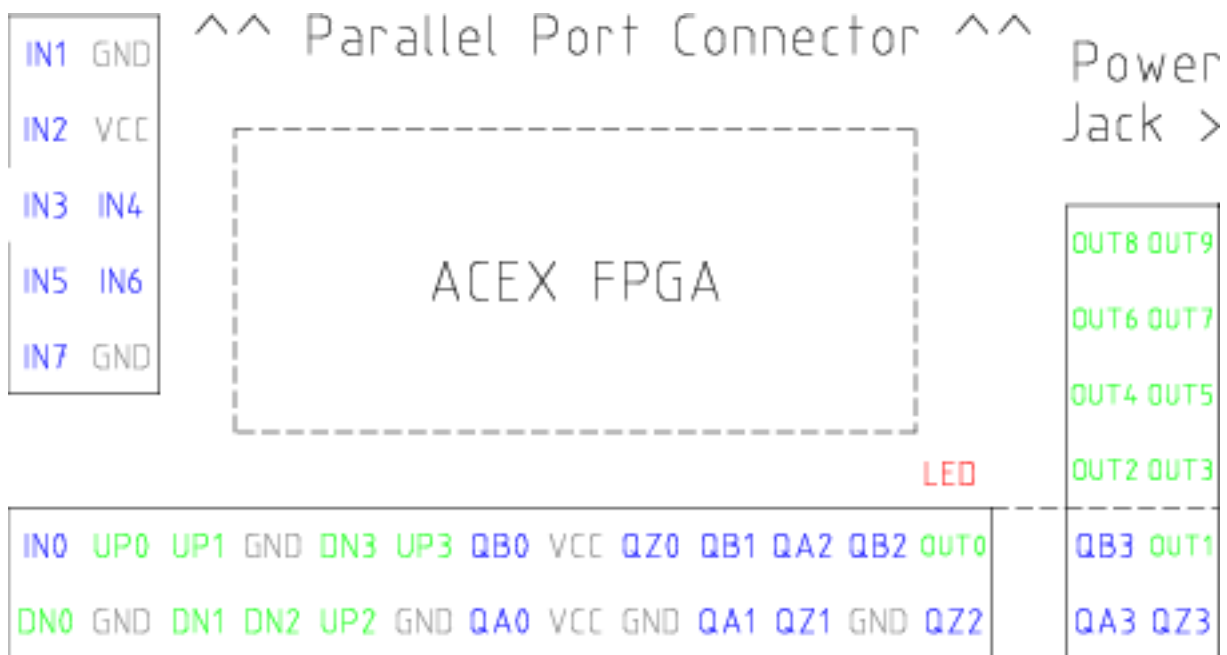 ^^ Parallel Port Connector ^^
Power
Jack >
IN1 GND
IN2 VCC
IN3 IN4
IN5 IN6
IN7 GND
ACEX FPGA
OUT8 OUT9
OUT6 OUT7
OUT4 OUT5
LED
OUT2 OUT3
IN0 UP0 UP1 GND DN3 UP3 QB0 VCC QZ0 QB1 QA2 QB2 OUT0
DN0 GND DN1 DN2 UP2 GND QA0 VCC GND QA1 QZ1 GND QZ2
QB3 OUT1
QA3 QZ3